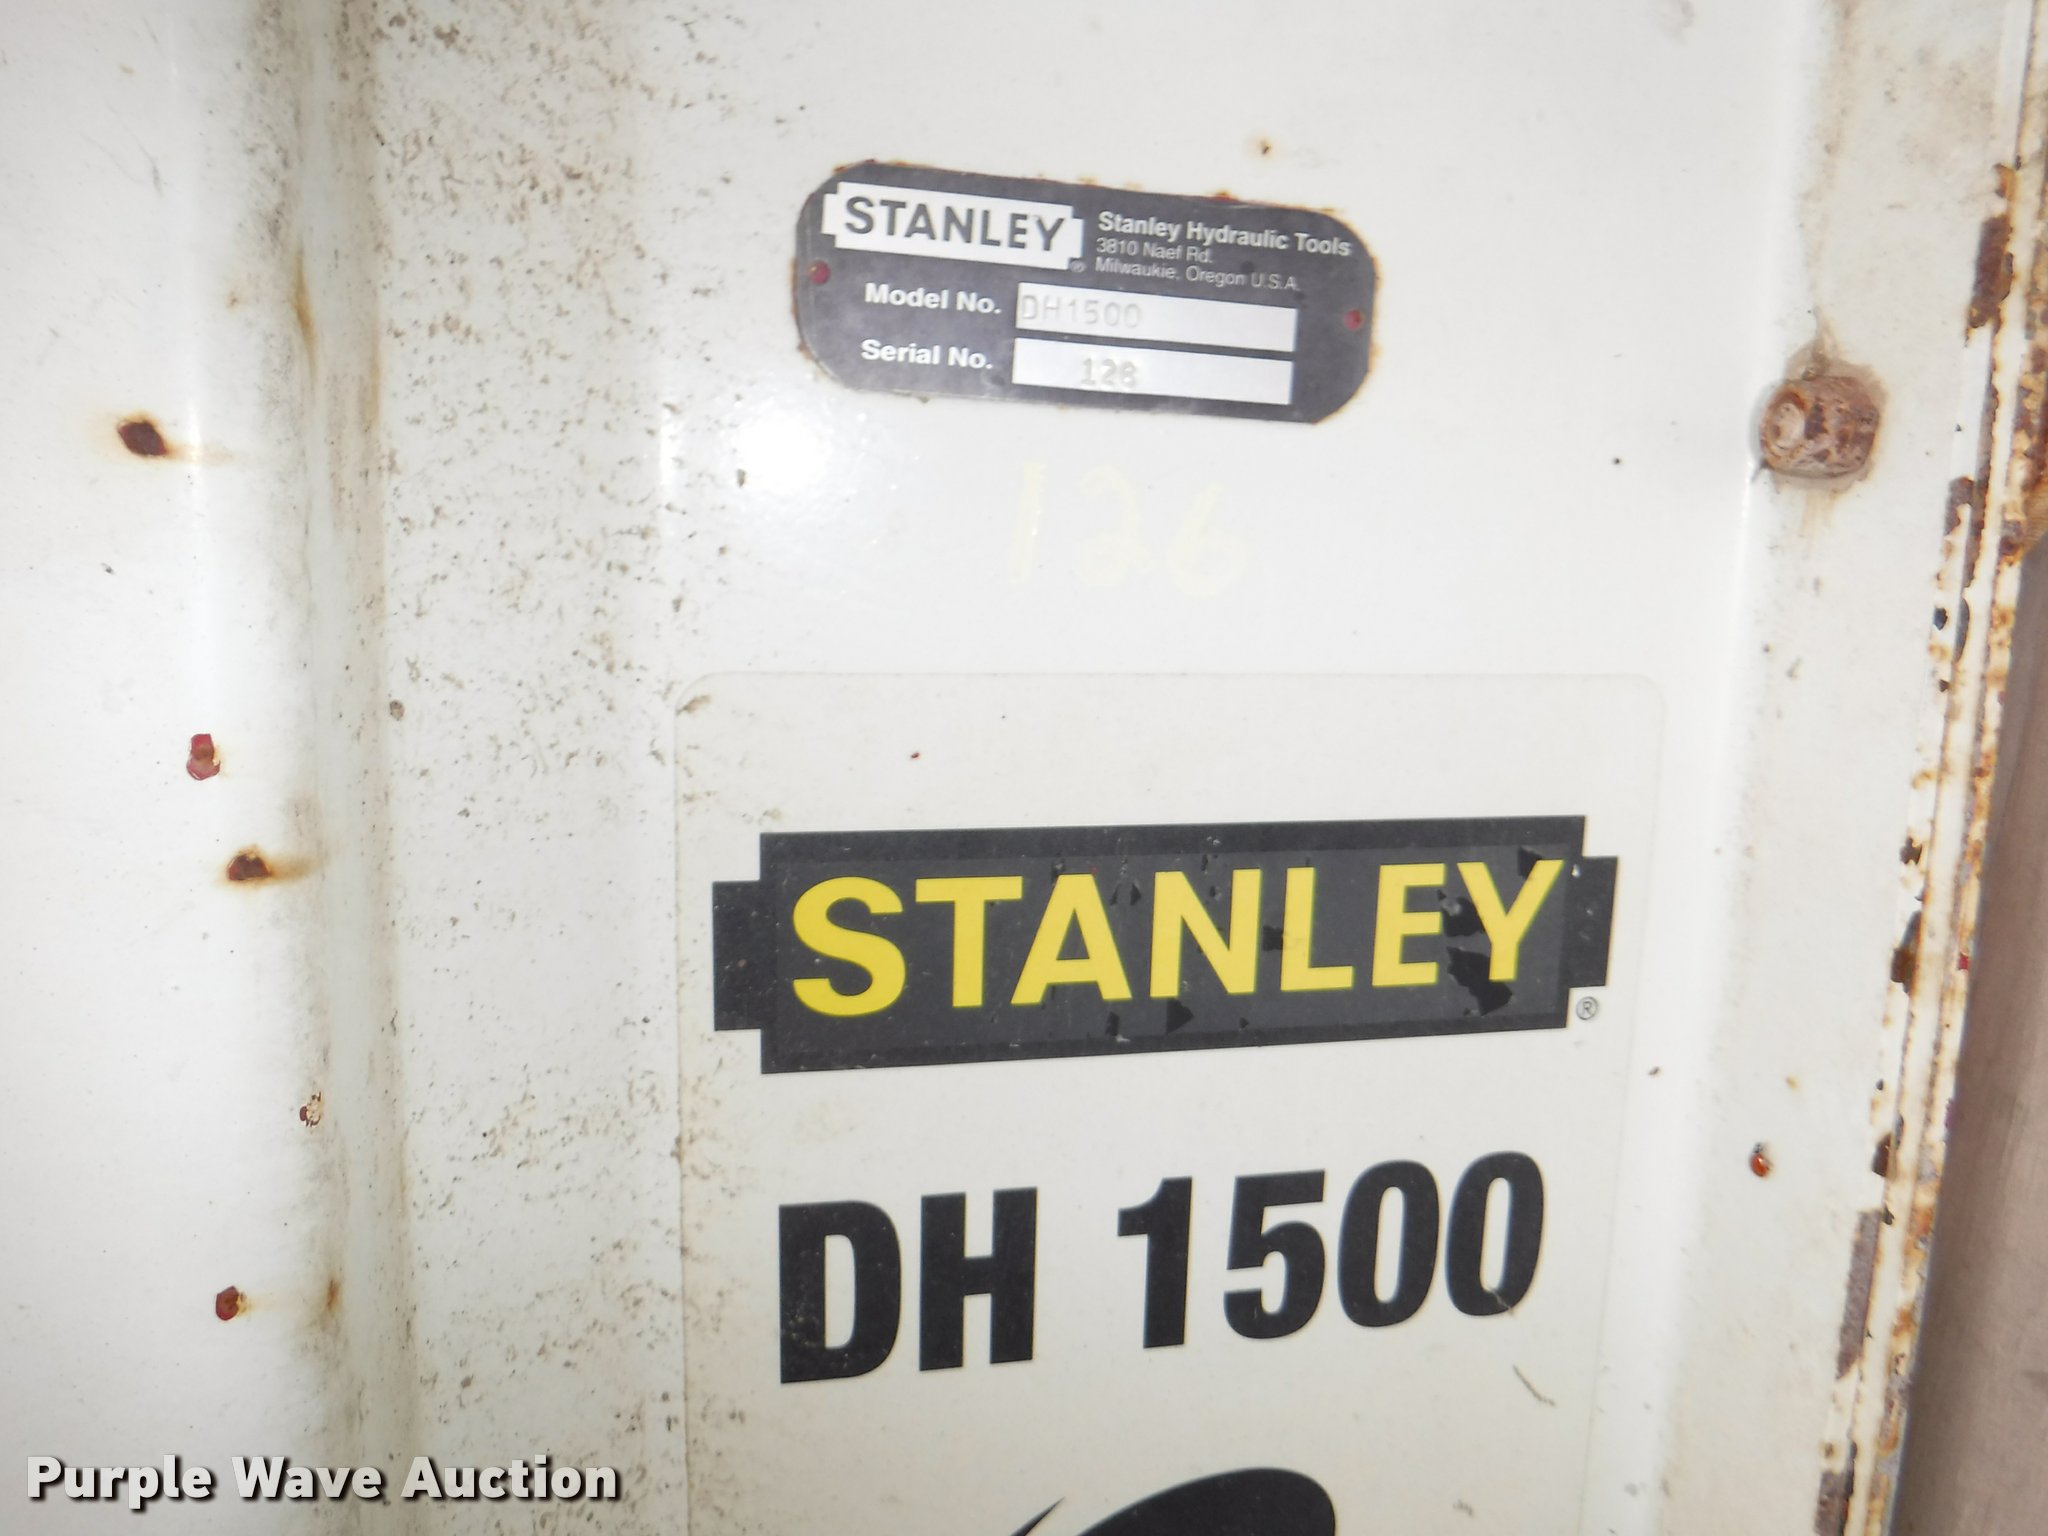 STANLEY ®
Stanley Hydraulic Tools
3810 Naef Rd.
Milwaukie, Oregon U.S.A.
Model No. DH1500
Serial No. 126
126
STANLEY ®
DH 1500
Purple Wave Auction